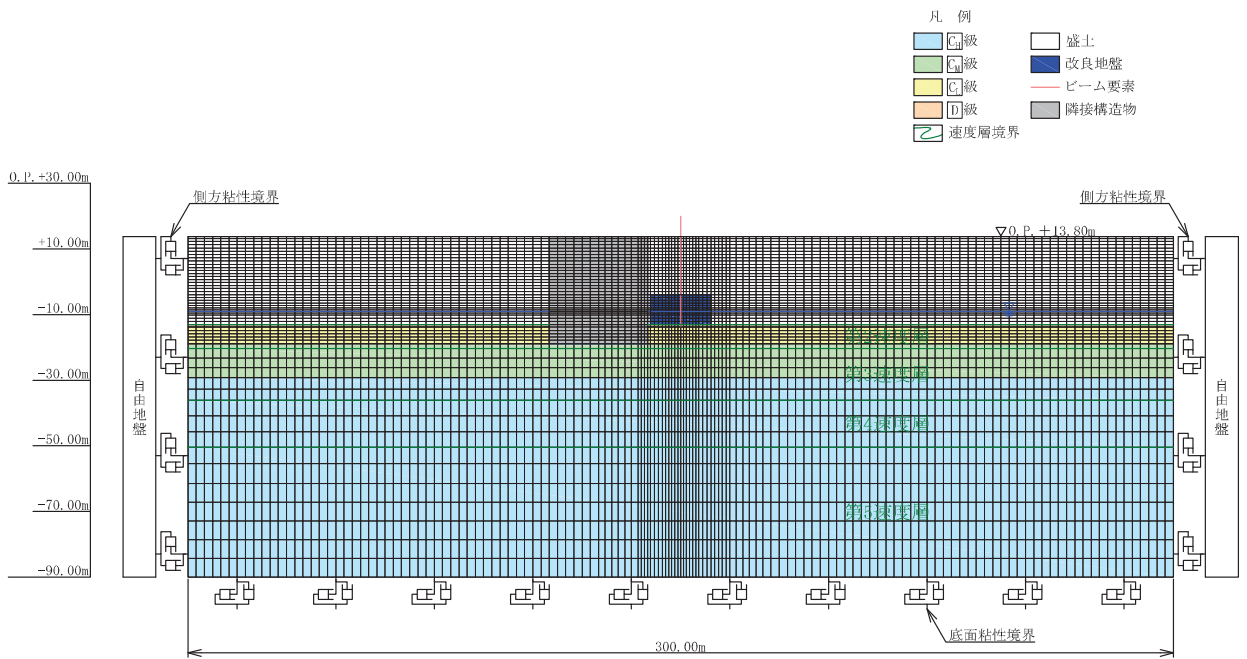 凡 例
C_H級
C_M級
C_L級
D級
速度層境界
盛土
改良地盤
ビーム要素
隣接構造物
O.P.+30.00m
+10.00m
-10.00m
-30.00m
-50.00m
-70.00m
-90.00m
側方粘性境界
側方粘性境界
▽O.P.+13.80m
自由地盤
自由地盤
第2速度層
第3速度層
第4速度層
第5速度層
底面粘性境界
300.00m